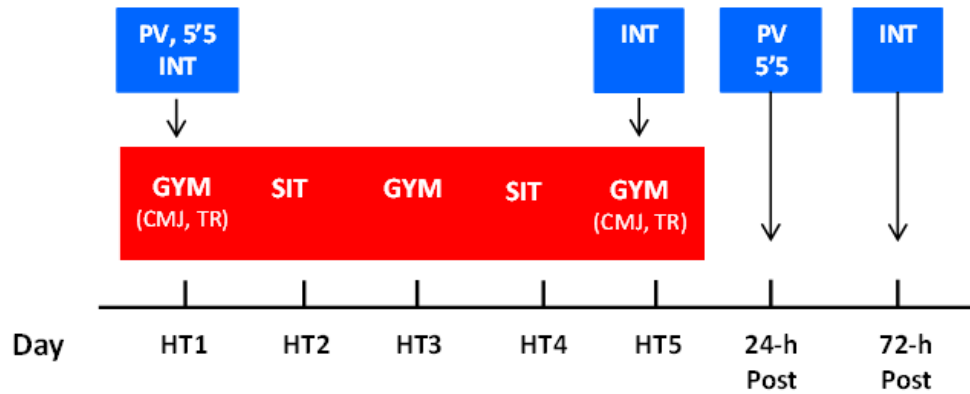 PV, 5’5
INT
INT
PV
5’5
INT
GYM
(CMJ, TR)
SIT
GYM
SIT
GYM
(CMJ, TR)
Day
HT1
HT2
HT3
HT4
HT5
24-h
Post
72-h
Post